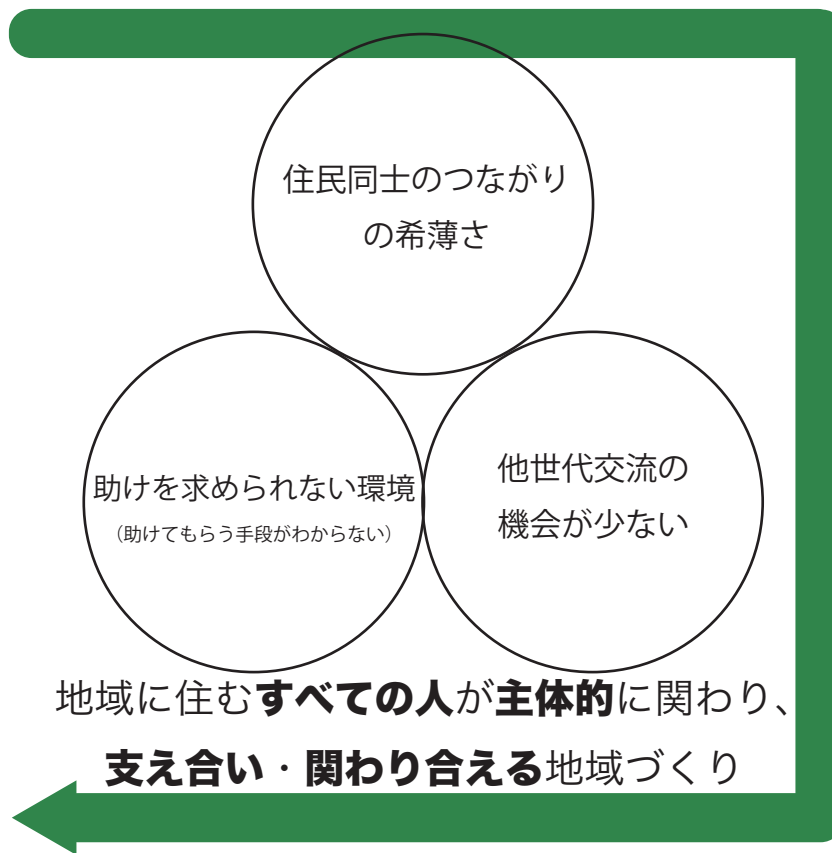 住民同士のつながり
の希薄さ
助けを求められない環境
（助けてもらう手段がわからない）
他世代交流の
機会が少ない
地域に住むすべての人が主体的に関わり、
支え合い・関わり合える地域づくり